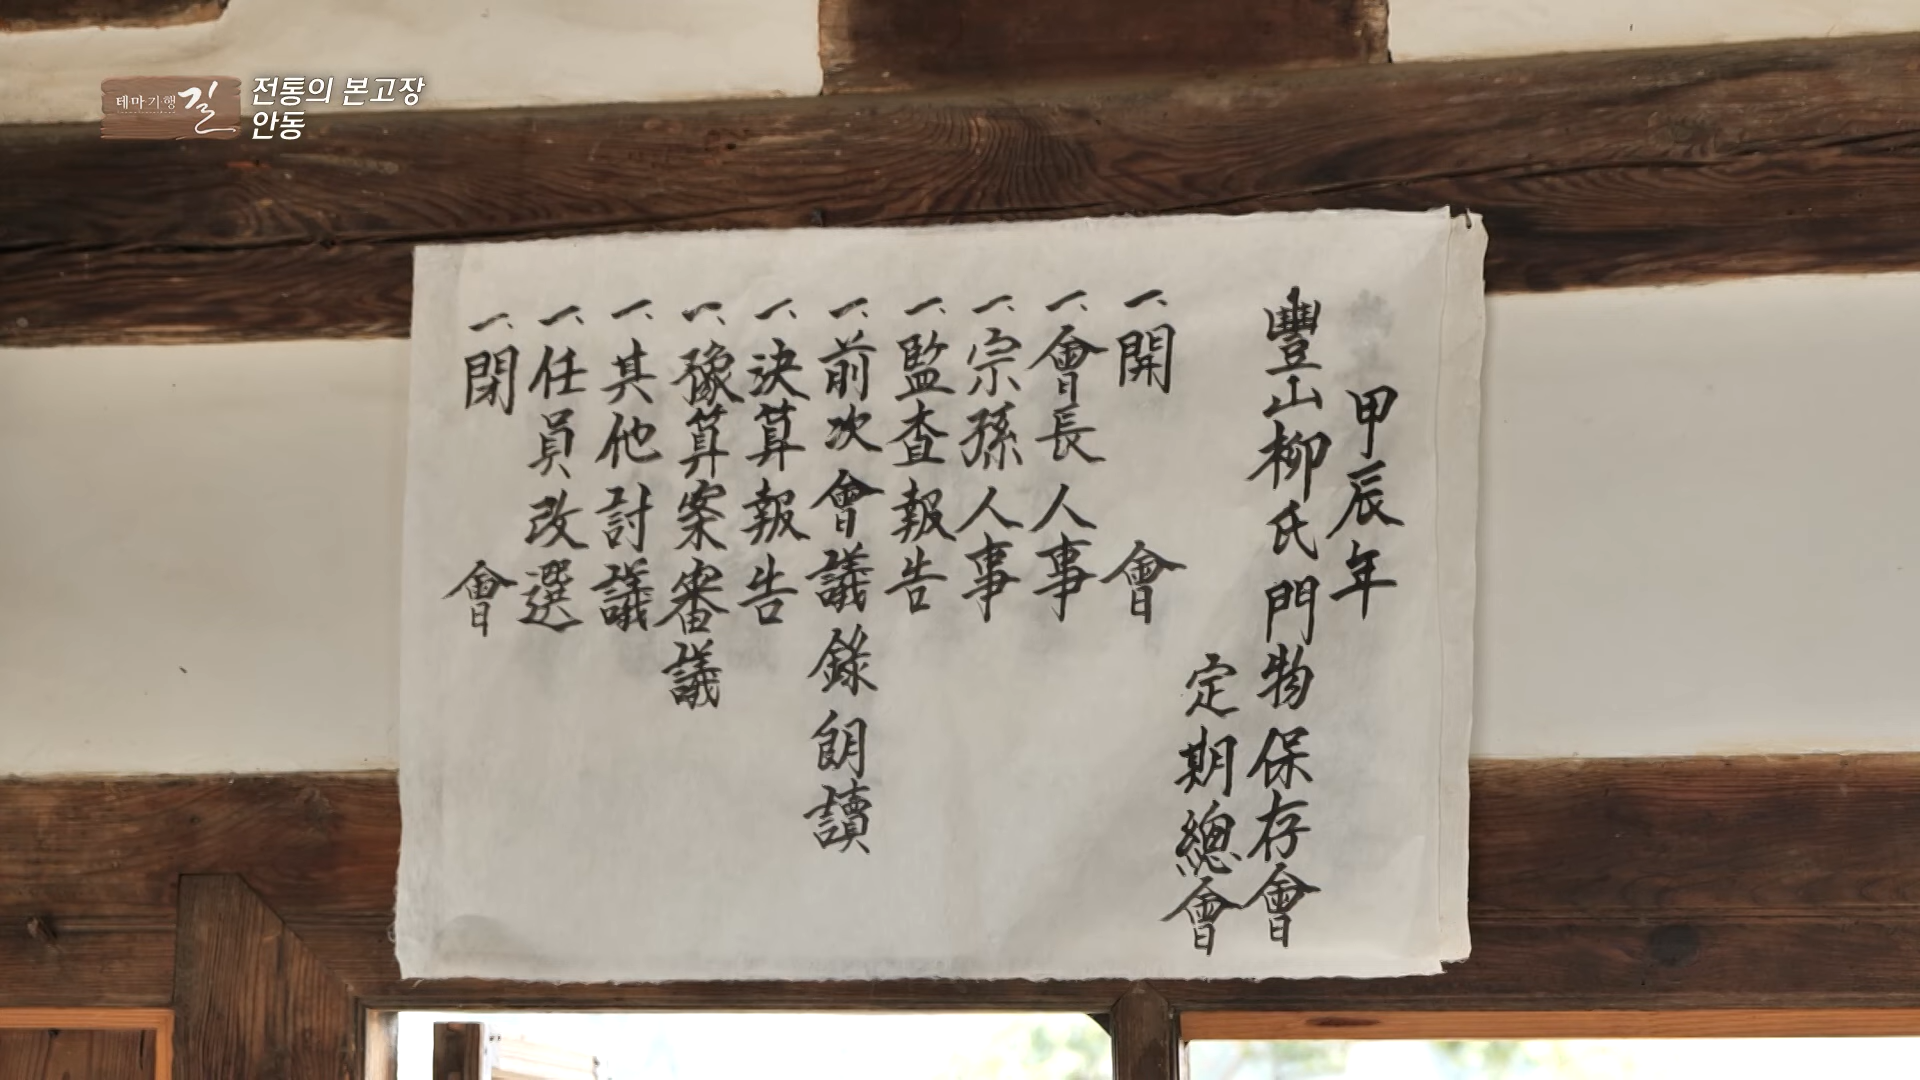 테마기행 길
전통의 본고장
안동
甲辰年
豐山柳氏門物保存會
定期總會
一. 開 會
一. 會長人事
一. 宗孫人事
一. 監査報告
一. 前次會議錄朗讀
一. 決算報告
一. 豫算案審議
一. 其他討議
一. 任員改選
一. 閉 會